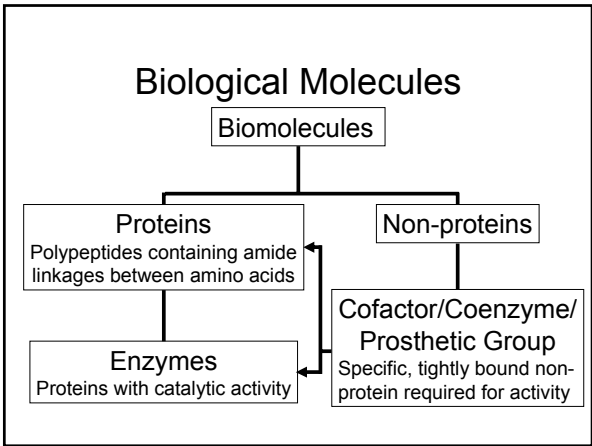 Biological Molecules
Biomolecules
Proteins
Polypeptides containing amide
linkages between amino acids
Non-proteins
Enzymes
Proteins with catalytic activity
Cofactor/Coenzyme/
Prosthetic Group
Specific, tightly bound non-
protein required for activity